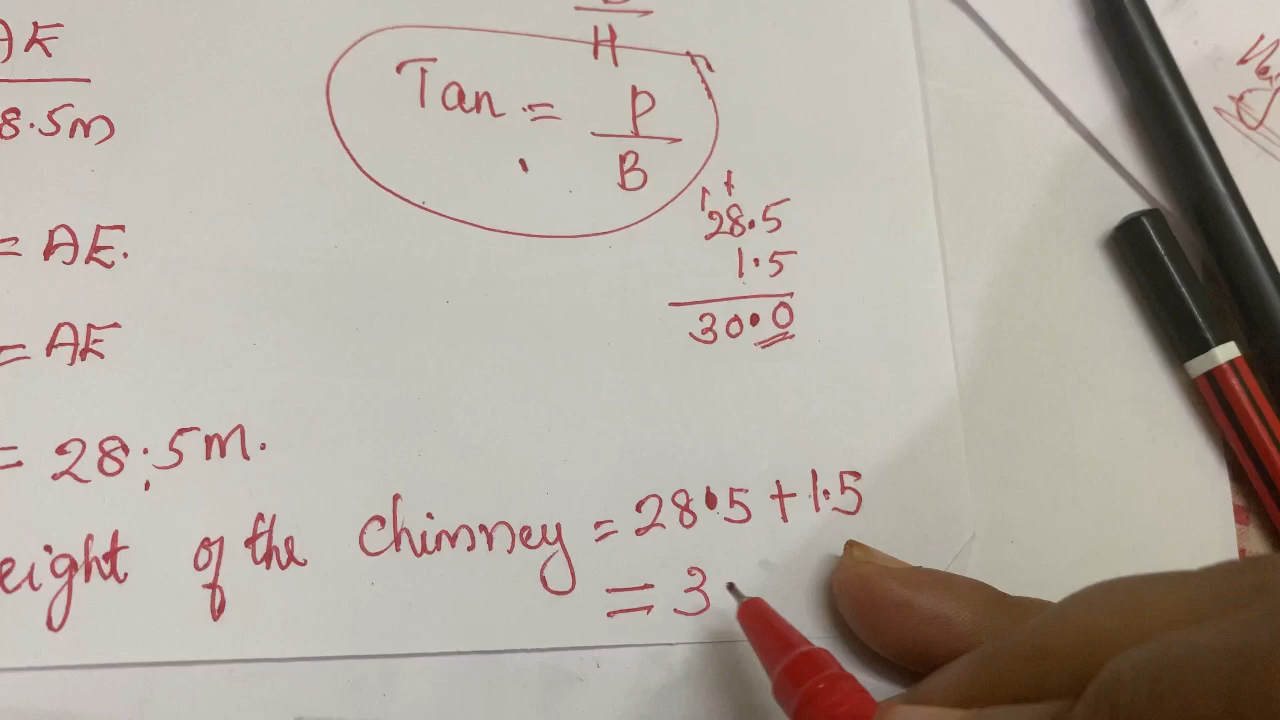 AE
8.5m
H
Tan = P
B
28.5
1.5
30.0
= AE.
= AE
= 28.5m.
eight of the chimney = 28.5 + 1.5
= 3